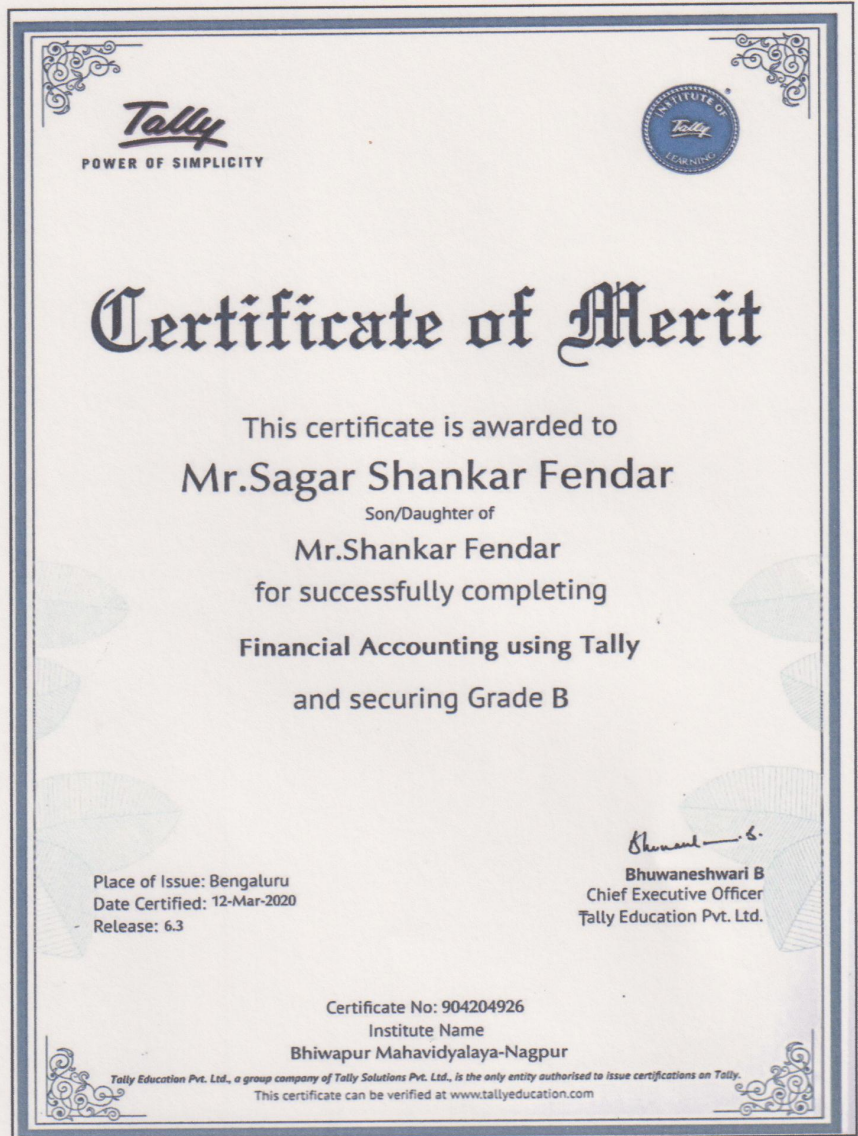 Tally
POWER OF SIMPLICITY
INSTITUTE OF
Tally
LEARNING
Certificate of Merit
This certificate is awarded to
Mr.Sagar Shankar Fendar
Son/Daughter of
Mr.Shankar Fendar
for successfully completing
Financial Accounting using Tally
and securing Grade B
Place of Issue: Bengaluru
Date Certified: 12-Mar-2020
Release: 6.3
Bhuwaneshwari B
Chief Executive Officer
Tally Education Pvt. Ltd.
Certificate No: 904204926
Institute Name
Bhiwapur Mahavidyalaya-Nagpur
Tally Education Pvt. Ltd., a group company of Tally Solutions Pvt. Ltd., is the only entity authorised to issue certifications on Tally.
This certificate can be verified at www.tallyeducation.com